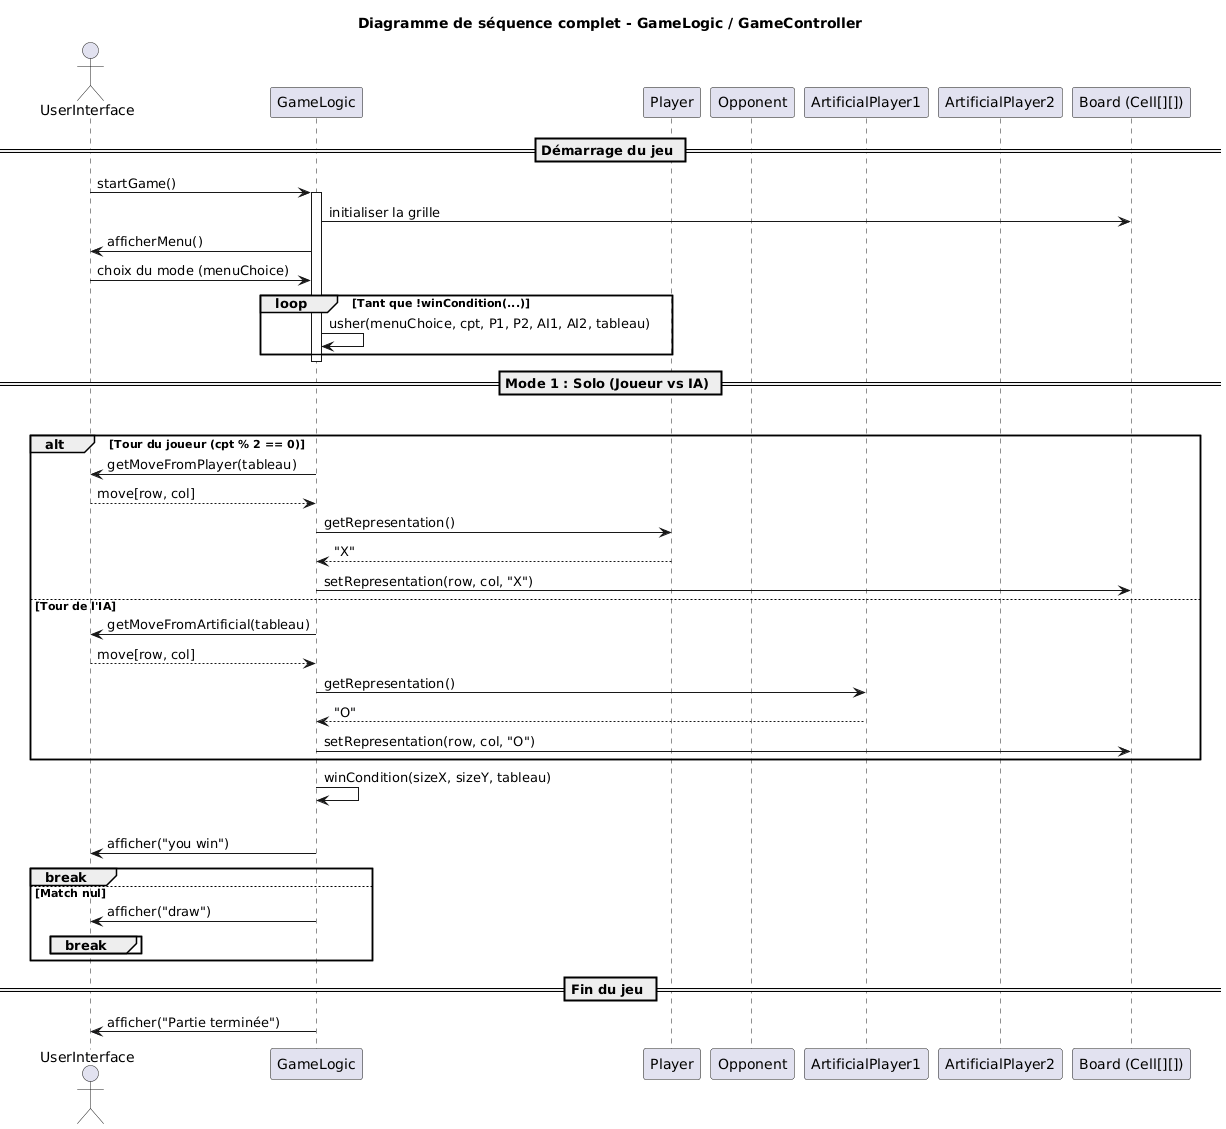 Diagramme de séquence complet - GameLogic / GameController
UserInterface
GameLogic
Player
Opponent
ArtificialPlayer1
ArtificialPlayer2
Board (Cell[][])
Démarrage du jeu
startGame()
initialiser la grille
afficherMenu()
choix du mode (menuChoice)
loop
[Tant que !winCondition(...)]
usher(menuChoice, cpt, P1, P2, AI1, AI2, tableau)
Mode 1 : Solo (Joueur vs IA)
alt
[Tour du joueur (cpt % 2 == 0)]
getMoveFromPlayer(tableau)
move[row, col]
getRepresentation()
"X"
setRepresentation(row, col, "X")
[Tour de l'IA]
getMoveFromArtificial(tableau)
move[row, col]
getRepresentation()
"O"
setRepresentation(row, col, "O")
winCondition(sizeX, sizeY, tableau)
afficher("you win")
break
[Match nul]
afficher("draw")
break
Fin du jeu
afficher("Partie terminée")
UserInterface
GameLogic
Player
Opponent
ArtificialPlayer1
ArtificialPlayer2
Board (Cell[][])